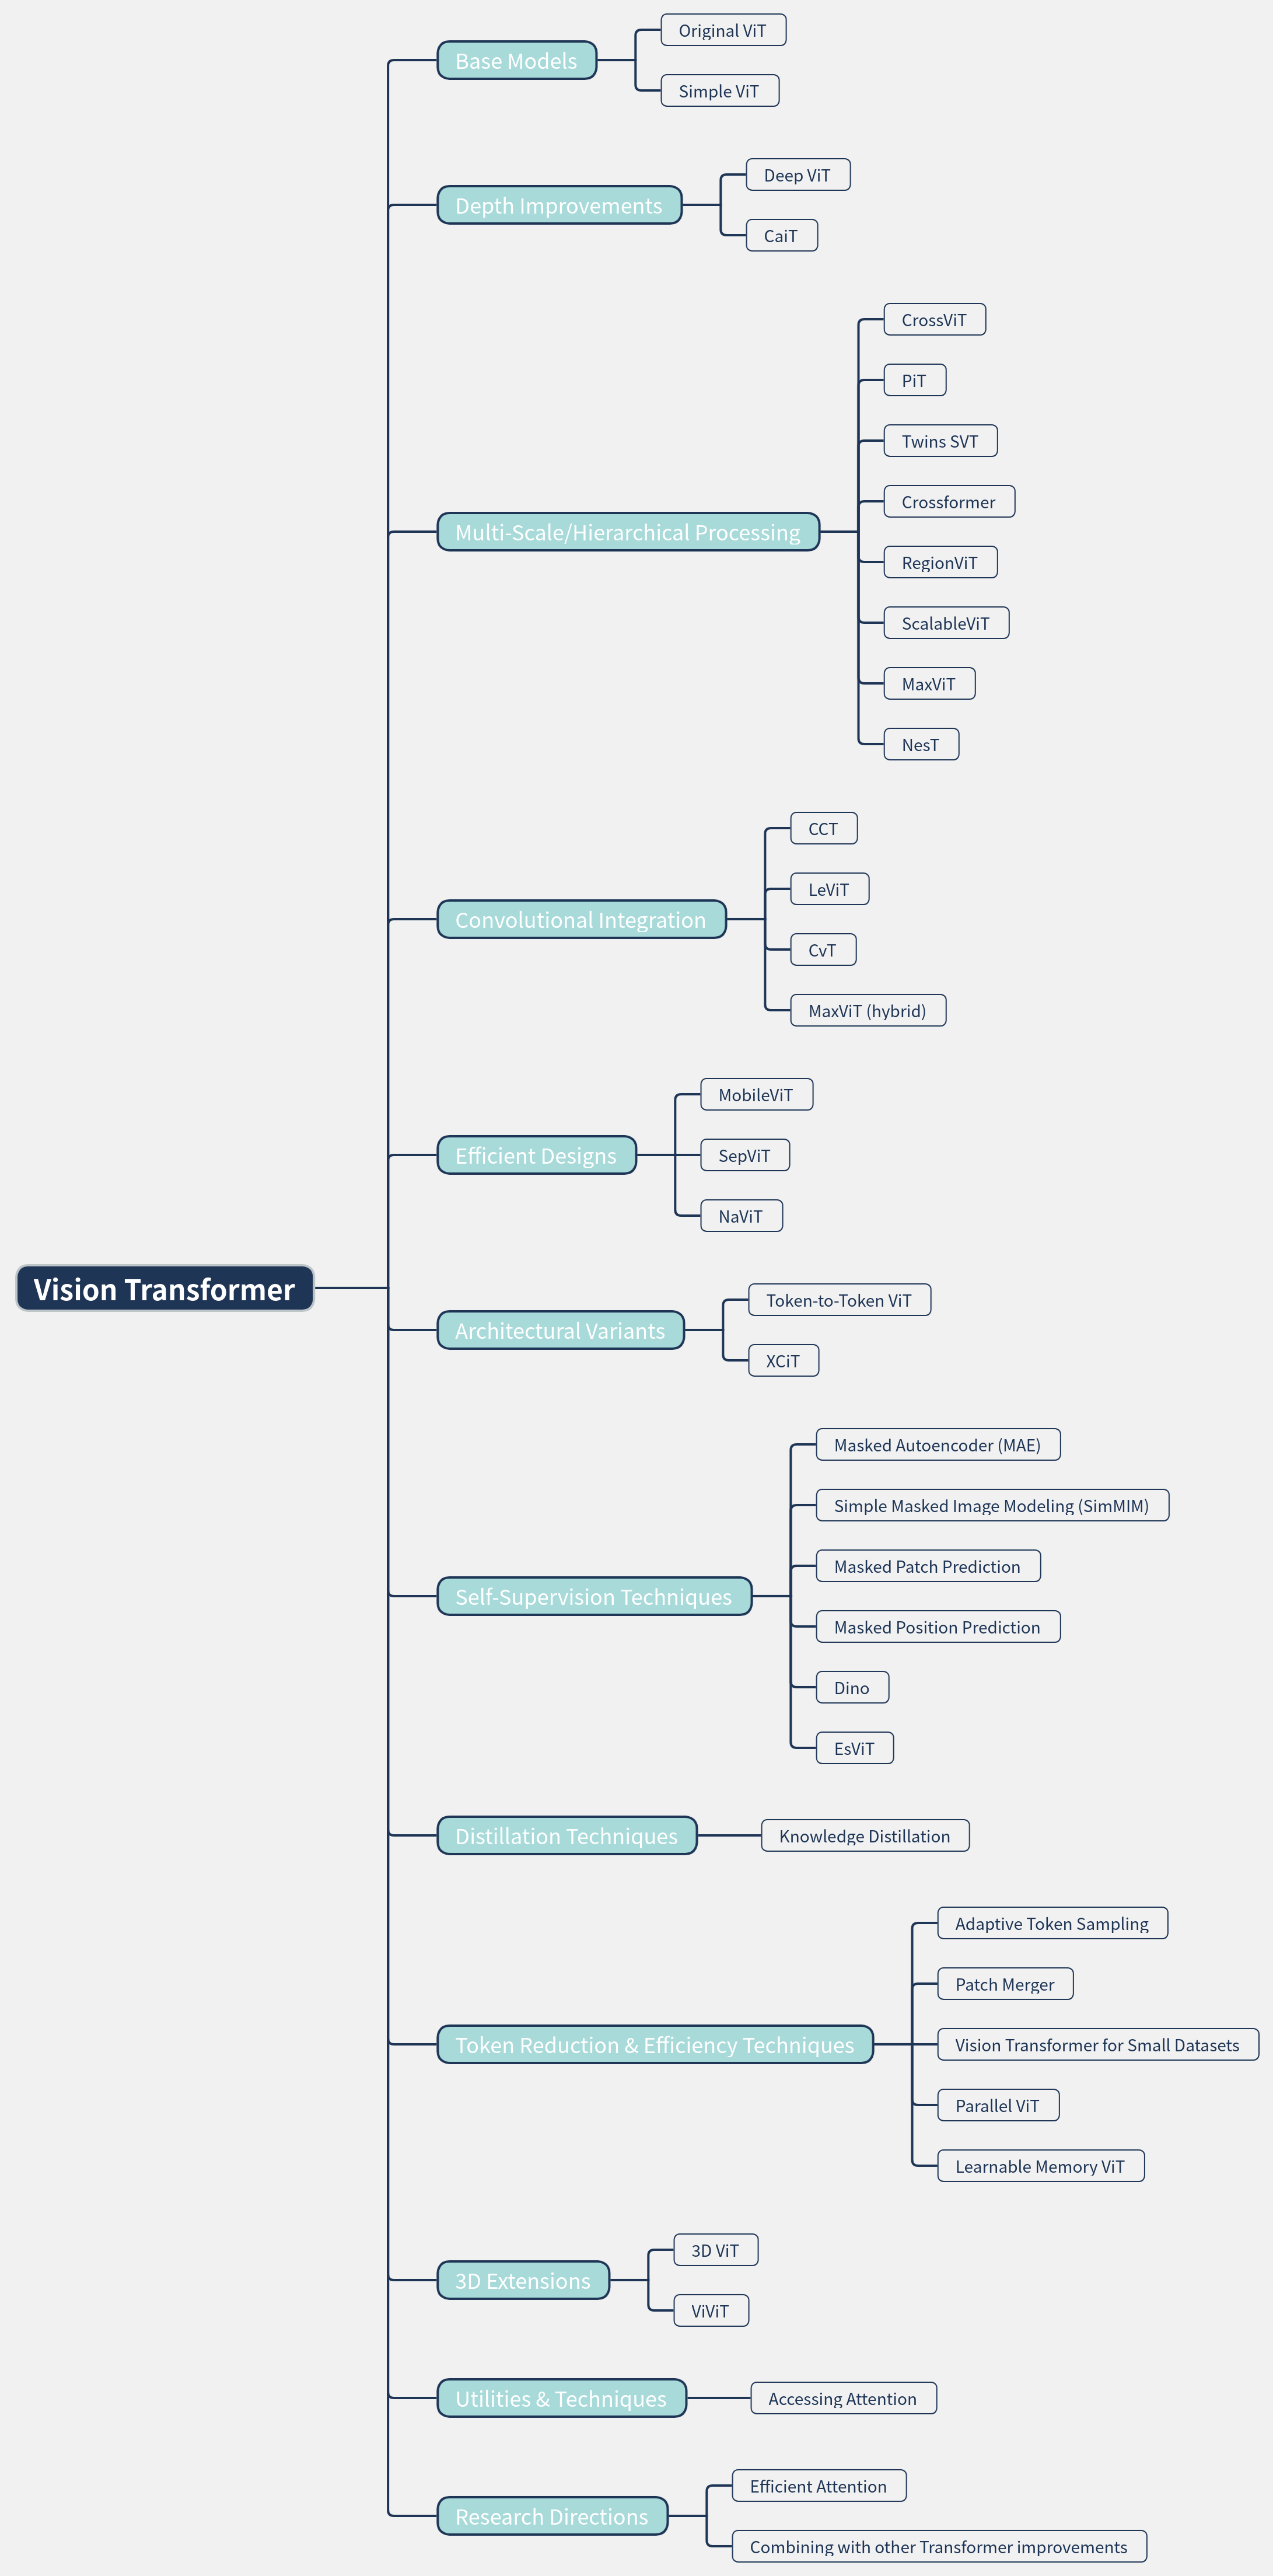 Vision Transformer
Base Models
Original ViT
Simple ViT
Depth Improvements
Deep ViT
CaiT
Multi-Scale/Hierarchical Processing
CrossViT
PiT
Twins SVT
Crossformer
RegionViT
ScalableViT
MaxViT
NesT
Convolutional Integration
CCT
LeViT
CvT
MaxViT (hybrid)
Efficient Designs
MobileViT
SepViT
NaViT
Architectural Variants
Token-to-Token ViT
XCiT
Self-Supervision Techniques
Masked Autoencoder (MAE)
Simple Masked Image Modeling (SimMIM)
Masked Patch Prediction
Masked Position Prediction
Dino
EsViT
Distillation Techniques
Knowledge Distillation
Token Reduction & Efficiency Techniques
Adaptive Token Sampling
Patch Merger
Vision Transformer for Small Datasets
Parallel ViT
Learnable Memory ViT
3D Extensions
3D ViT
ViViT
Utilities & Techniques
Accessing Attention
Research Directions
Efficient Attention
Combining with other Transformer improvements